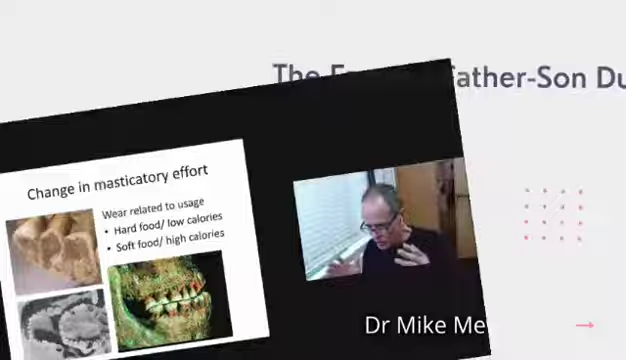 The Father-Son Du
Change in masticatory effort
Wear related to usage
• Hard food/ low calories
• Soft food/ high calories
Dr Mike Me